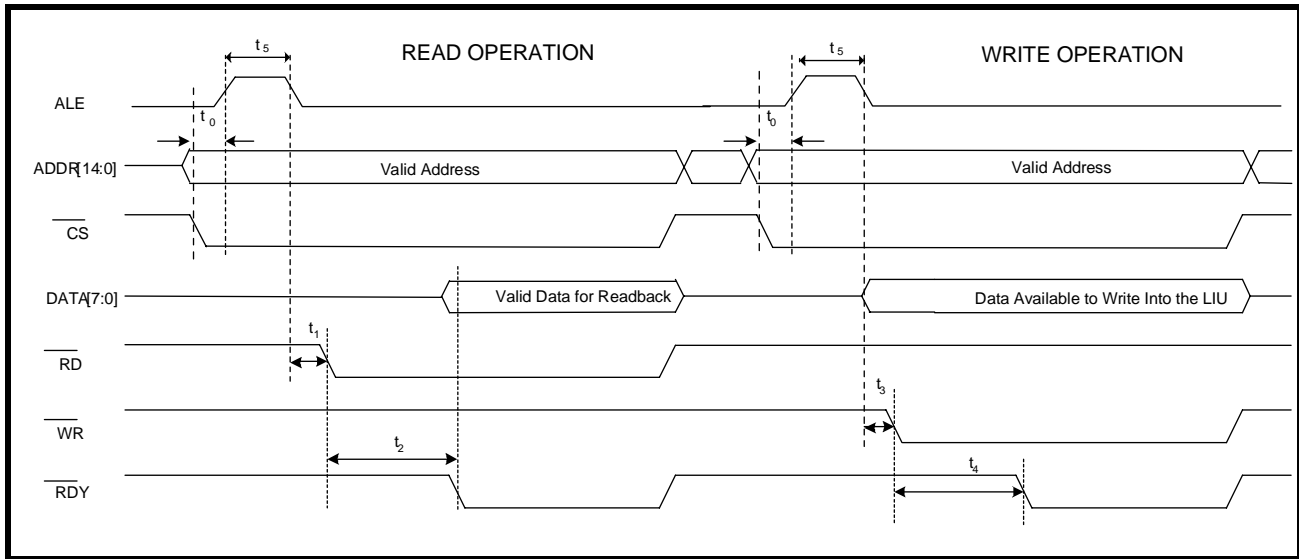 READ OPERATION
WRITE OPERATION
t5
t5
ALE
t0
t0
ADDR[14:0]
Valid Address
Valid Address
CS
DATA[7:0]
Valid Data for Readback
Data Available to Write Into the LIU
t1
RD
t3
WR
t2
t4
RDY